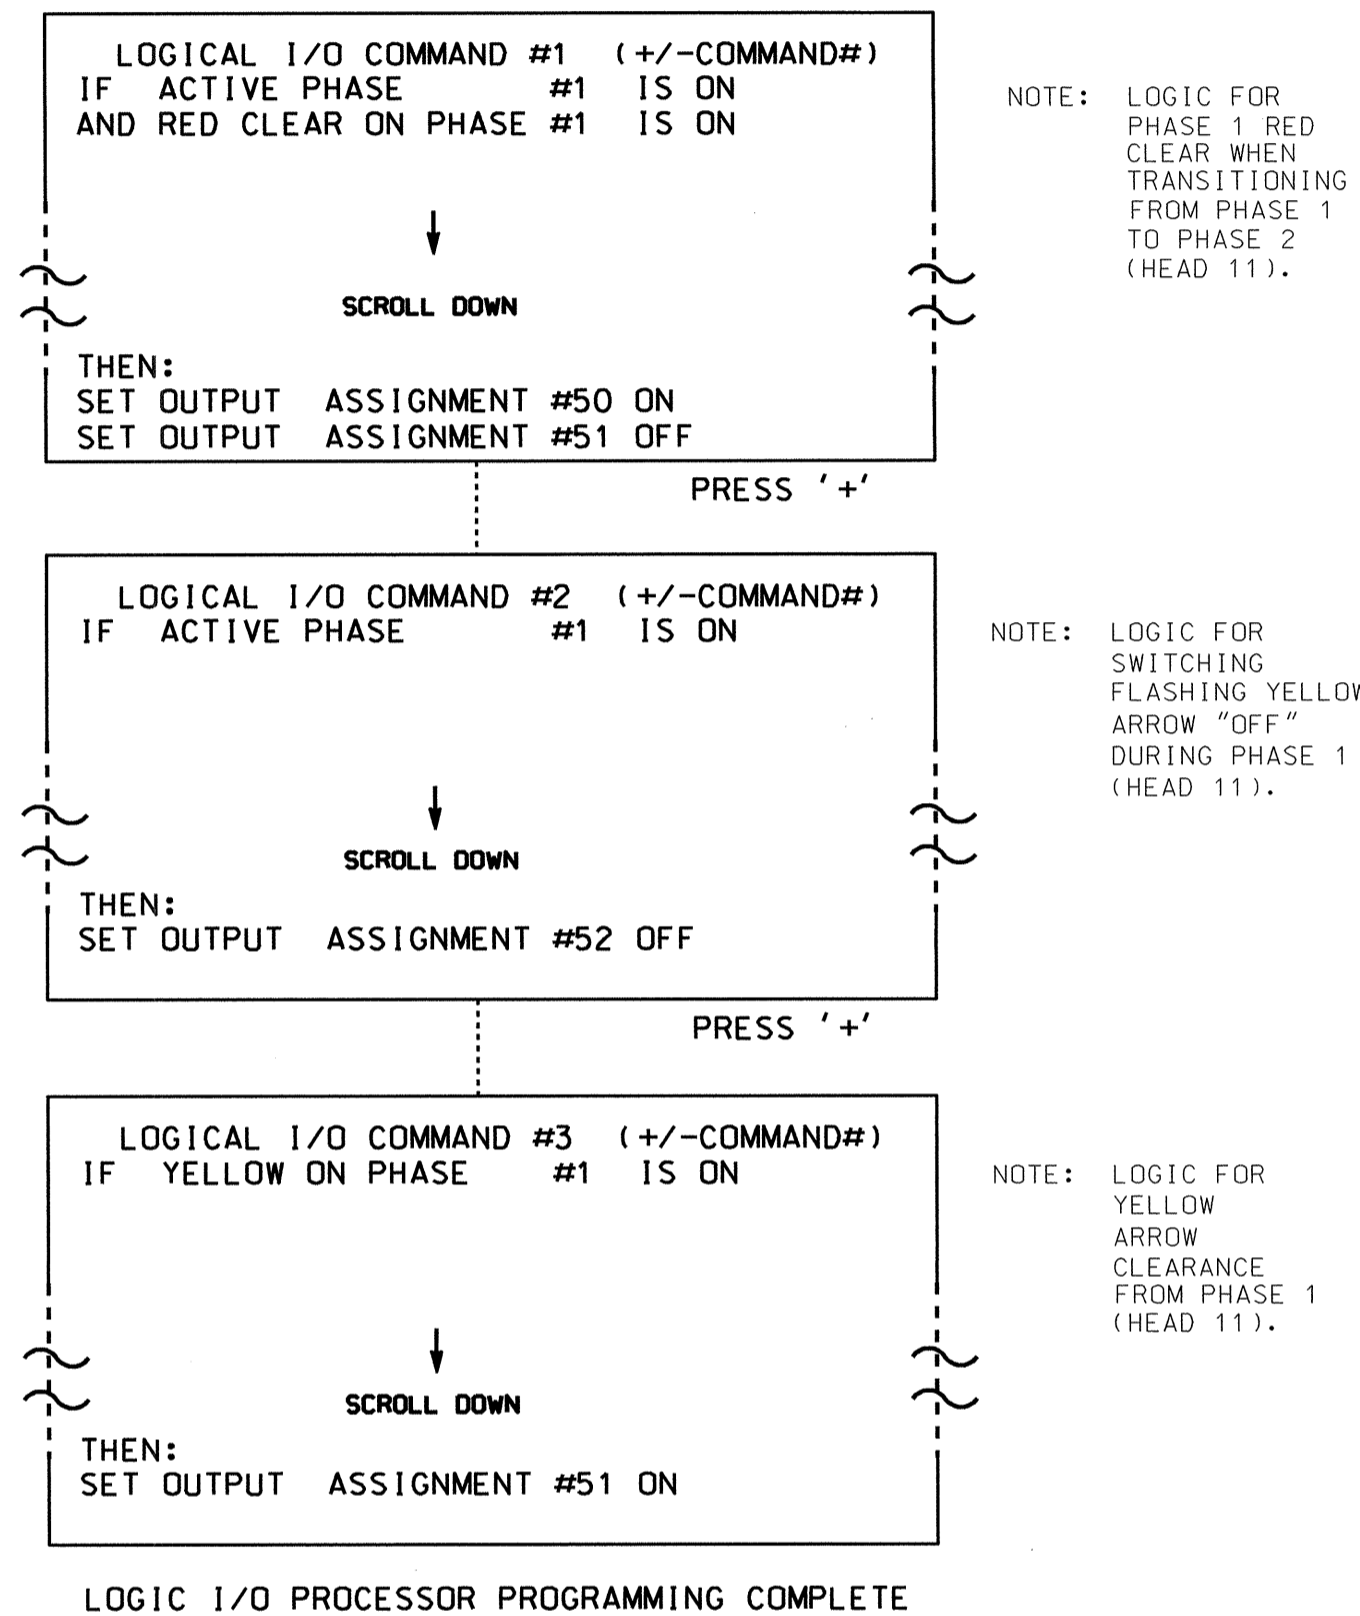 LOGICAL I/O COMMAND #1 (+/-COMMAND#)
IF ACTIVE PHASE #1 IS ON
AND RED CLEAR ON PHASE #1 IS ON
SCROLL DOWN
THEN:
SET OUTPUT ASSIGNMENT #50 ON
SET OUTPUT ASSIGNMENT #51 OFF
NOTE: LOGIC FOR
PHASE 1 RED
CLEAR WHEN
TRANSITIONING
FROM PHASE 1
TO PHASE 2
(HEAD 11).
PRESS '+'
LOGICAL I/O COMMAND #2 (+/-COMMAND#)
IF ACTIVE PHASE #1 IS ON
SCROLL DOWN
THEN:
SET OUTPUT ASSIGNMENT #52 OFF
NOTE: LOGIC FOR
SWITCHING
FLASHING YELLOW
ARROW "OFF"
DURING PHASE 1
(HEAD 11).
PRESS '+'
LOGICAL I/O COMMAND #3 (+/-COMMAND#)
IF YELLOW ON PHASE #1 IS ON
SCROLL DOWN
THEN:
SET OUTPUT ASSIGNMENT #51 ON
NOTE: LOGIC FOR
YELLOW
ARROW
CLEARANCE
FROM PHASE 1
(HEAD 11).
LOGIC I/O PROCESSOR PROGRAMMING COMPLETE